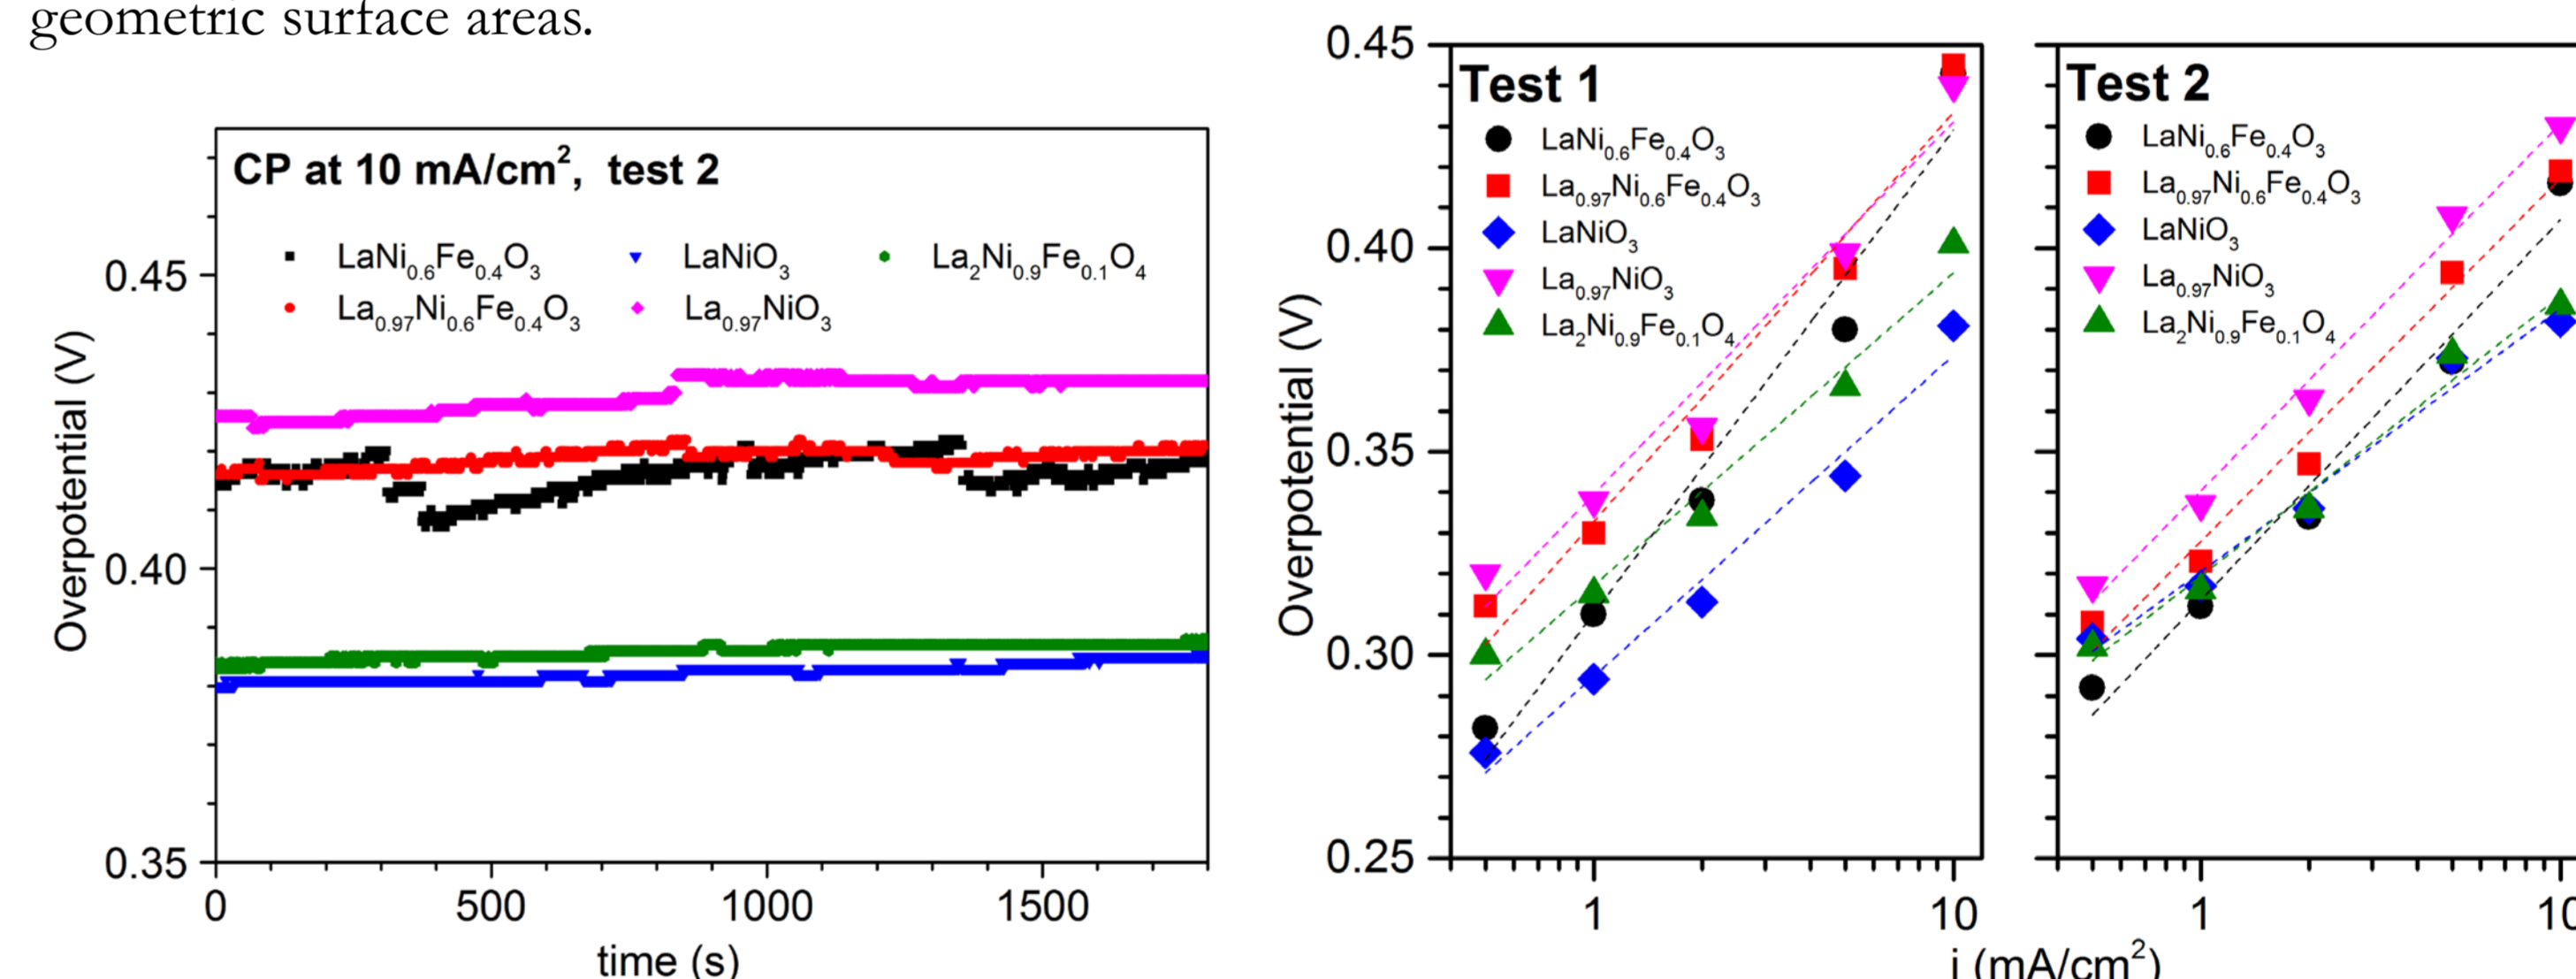 geometric surface areas.
CP at 10 mA/cm², test 2
LaNi₀.₆Fe₀.₄O₃
LaNiO₃
La₂Ni₀.₉Fe₀.₁O₄
La₀.₉₇Ni₀.₆Fe₀.₄O₃
La₀.₉₇NiO₃
Overpotential (V)
0.45
0.40
0.35
0
500
1000
1500
time (s)
Overpotential (V)
0.45
0.40
0.35
0.30
0.25
Test 1
LaNi₀.₆Fe₀.₄O₃
La₀.₉₇Ni₀.₆Fe₀.₄O₃
LaNiO₃
La₀.₉₇NiO₃
La₂Ni₀.₉Fe₀.₁O₄
1
10
Test 2
LaNi₀.₆Fe₀.₄O₃
La₀.₉₇Ni₀.₆Fe₀.₄O₃
LaNiO₃
La₀.₉₇NiO₃
La₂Ni₀.₉Fe₀.₁O₄
1
10
i (mA/cm²)